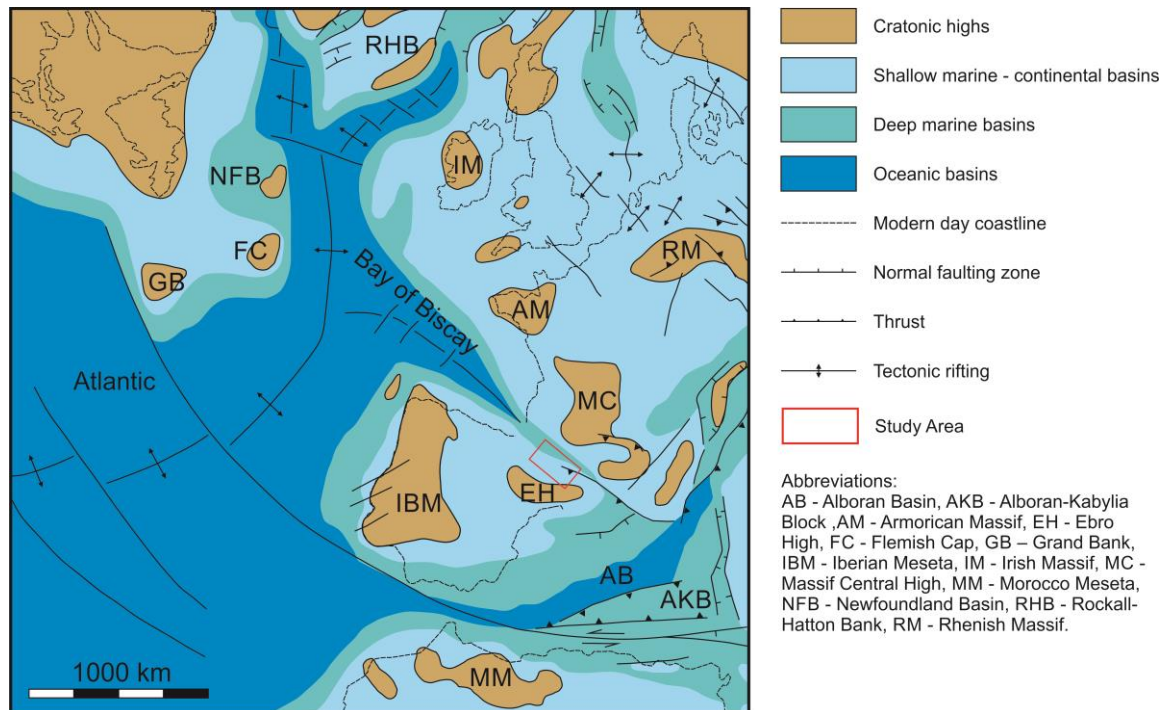 RHB
IM
NFB
FC
GB
RM
Bay of Biscay
AM
Atlantic
MC
IBM
EH
AB
AKB
MM
1000 km
Cratonic highs
Shallow marine - continental basins
Deep marine basins
Oceanic basins
Modern day coastline
Normal faulting zone
Thrust
Tectonic rifting
Study Area
Abbreviations:
AB - Alboran Basin, AKB - Alboran-Kabylia
Block ,AM - Armorican Massif, EH - Ebro
High, FC - Flemish Cap, GB – Grand Bank,
IBM - Iberian Meseta, IM - Irish Massif, MC -
Massif Central High, MM - Morocco Meseta,
NFB - Newfoundland Basin, RHB - Rockall-
Hatton Bank, RM - Rhenish Massif.